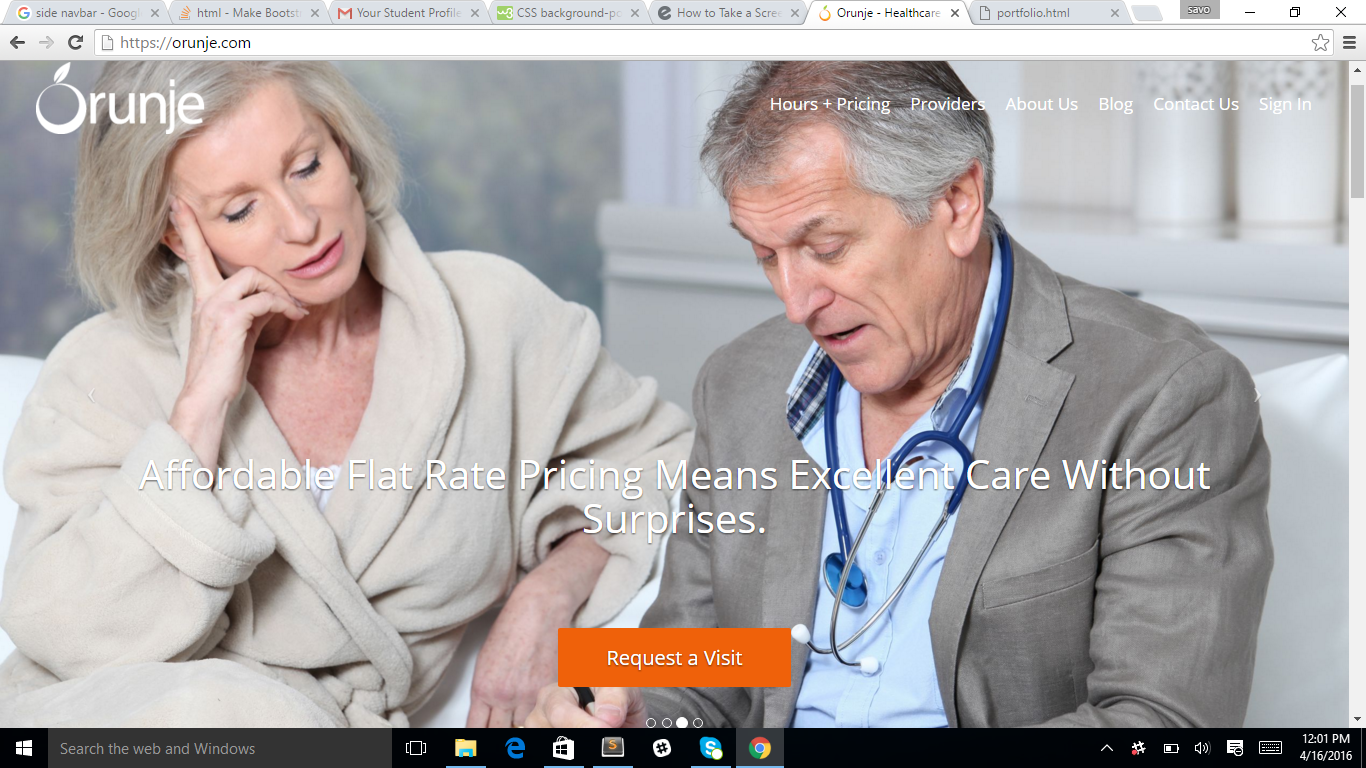 side navbar - Googl
html - Make Bootst
Your Student Profile
CSS background-po
How to Take a Scree
Orunje - Healthcare
portfolio.html
savo
https://orunje.com
Orunje
Hours + Pricing
Providers
About Us
Blog
Contact Us
Sign In
Affordable Flat Rate Pricing Means Excellent Care Without
Surprises.
Request a Visit
Search the web and Windows
12:01 PM
4/16/2016